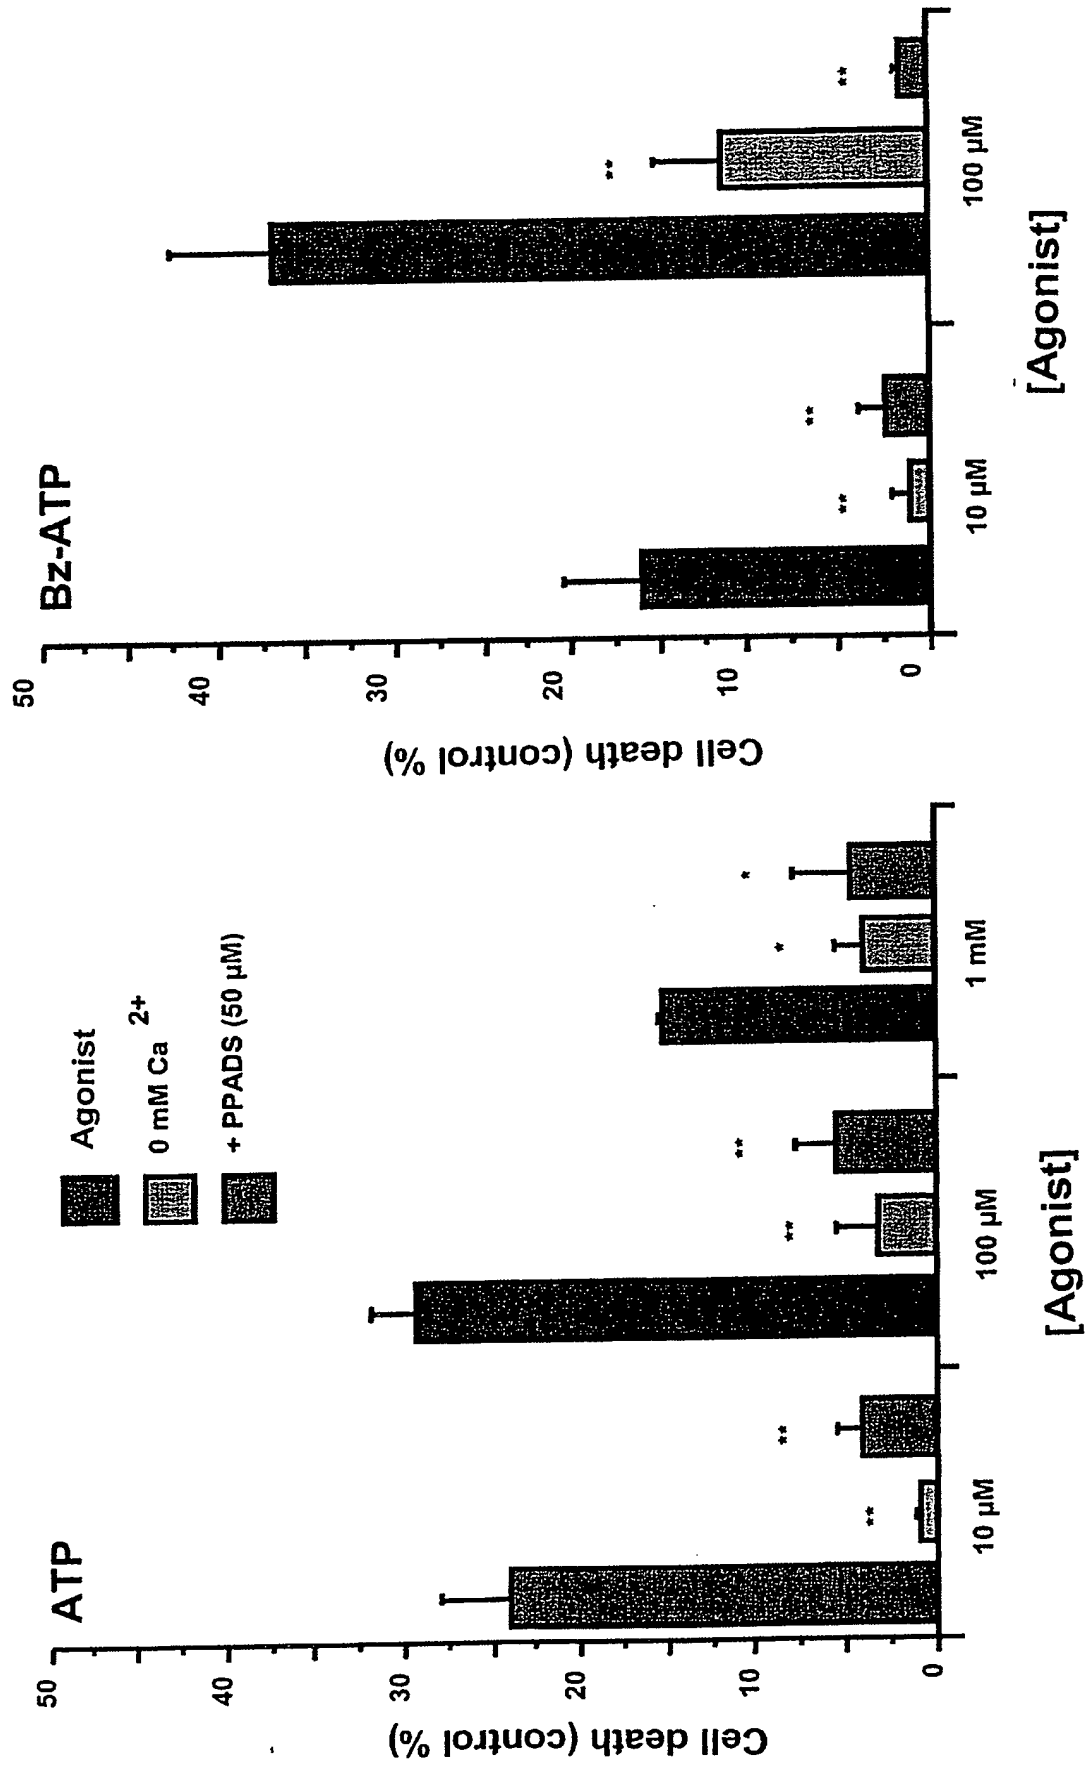 ATP
Cell death (control %)
50
40
30
20
10
0
Agonist
0 mM Ca 2+
+ PPADS (50 µM)
**
**
**
**
*
*
10 µM
100 µM
1 mM
[Agonist]
Bz-ATP
Cell death (control %)
50
40
30
20
10
0
**
**
**
**
10 µM
100 µM
[Agonist]